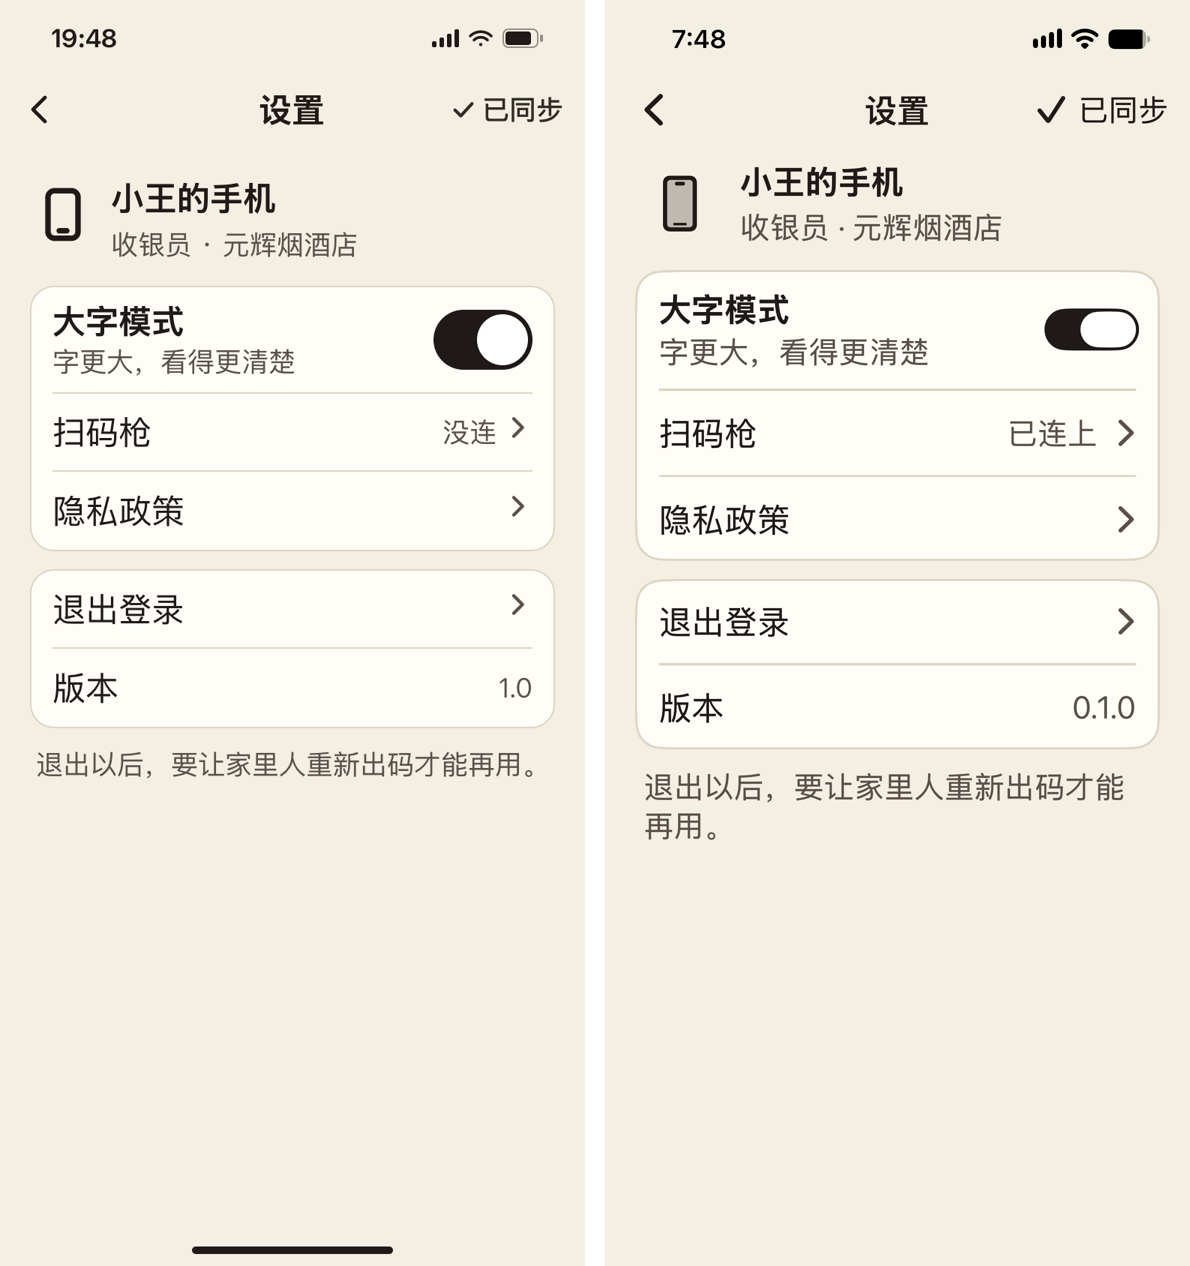 19:48
设置
已同步
小王的手机
收银员 · 元辉烟酒店
大字模式
字更大，看得更清楚
扫码枪
没连
隐私政策
退出登录
版本
1.0
退出以后，要让家里人重新出码才能再用。
7:48
设置
已同步
小王的手机
收银员 · 元辉烟酒店
大字模式
字更大，看得更清楚
扫码枪
已连上
隐私政策
退出登录
版本
0.1.0
退出以后，要让家里人重新出码才能
再用。